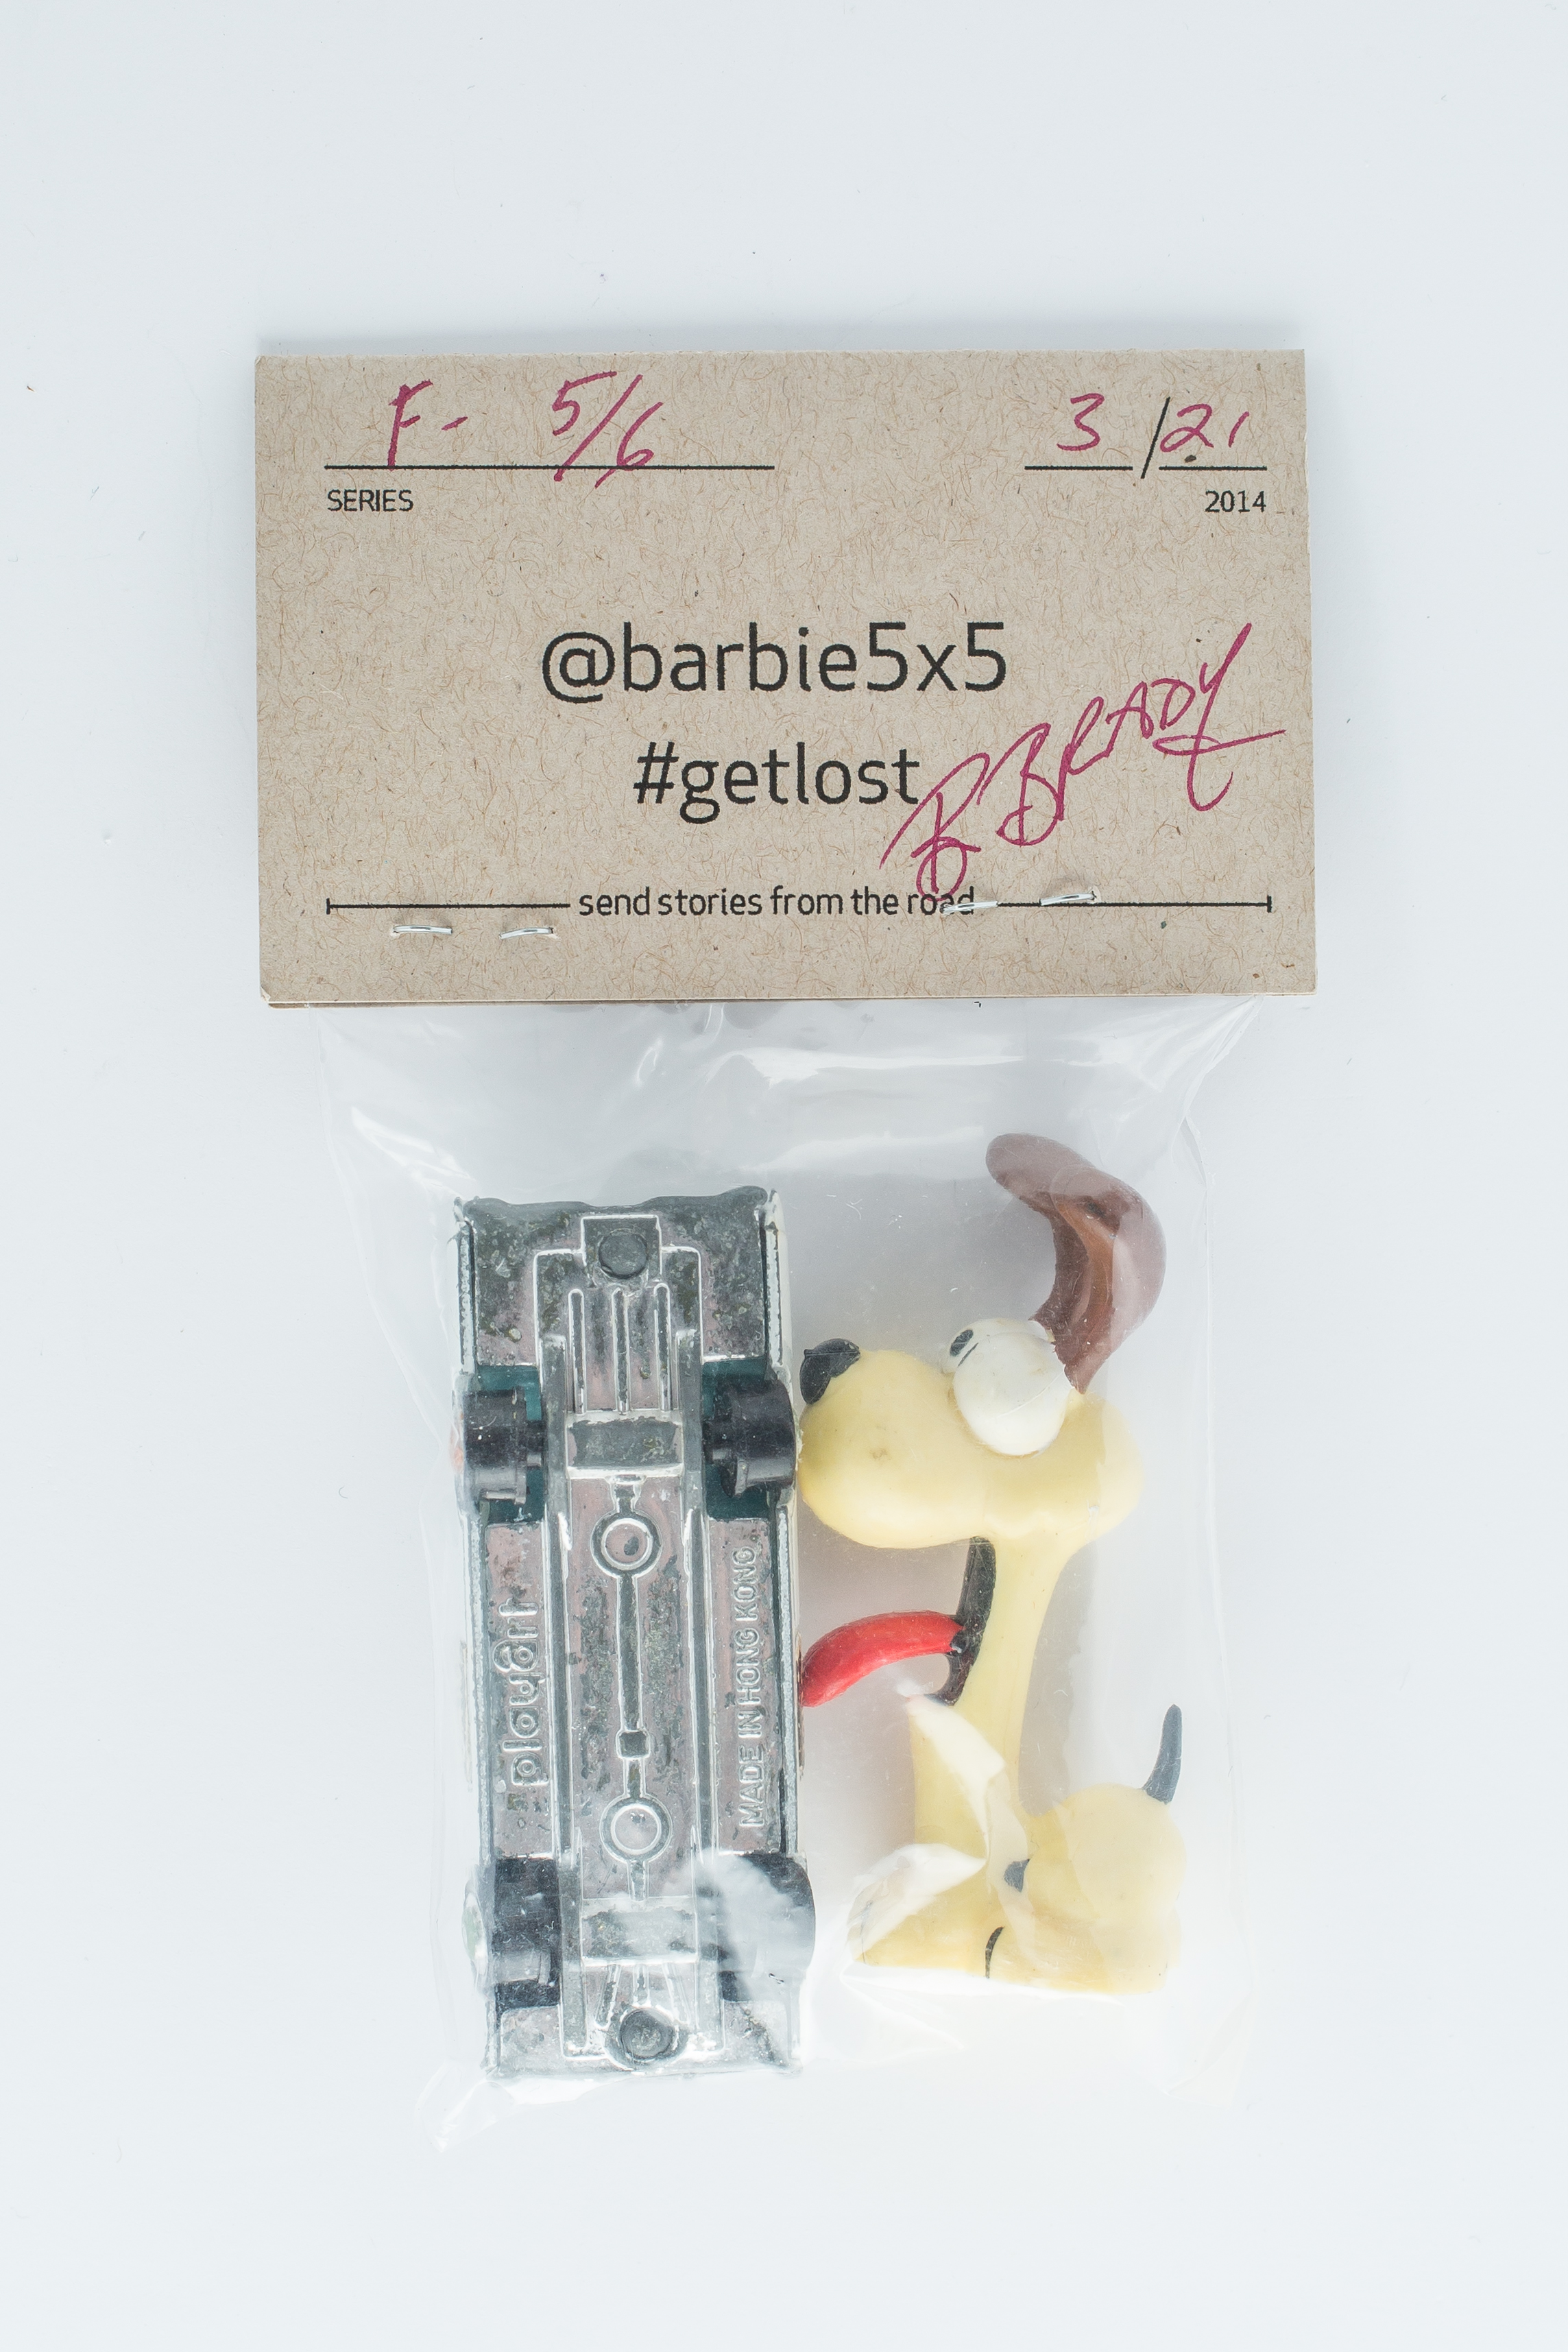 F- 5/6 3/21
SERIES 2014
@barbie5x5
#getlost
B BRADY
send stories from the road
playart
MADE IN HONG KONG